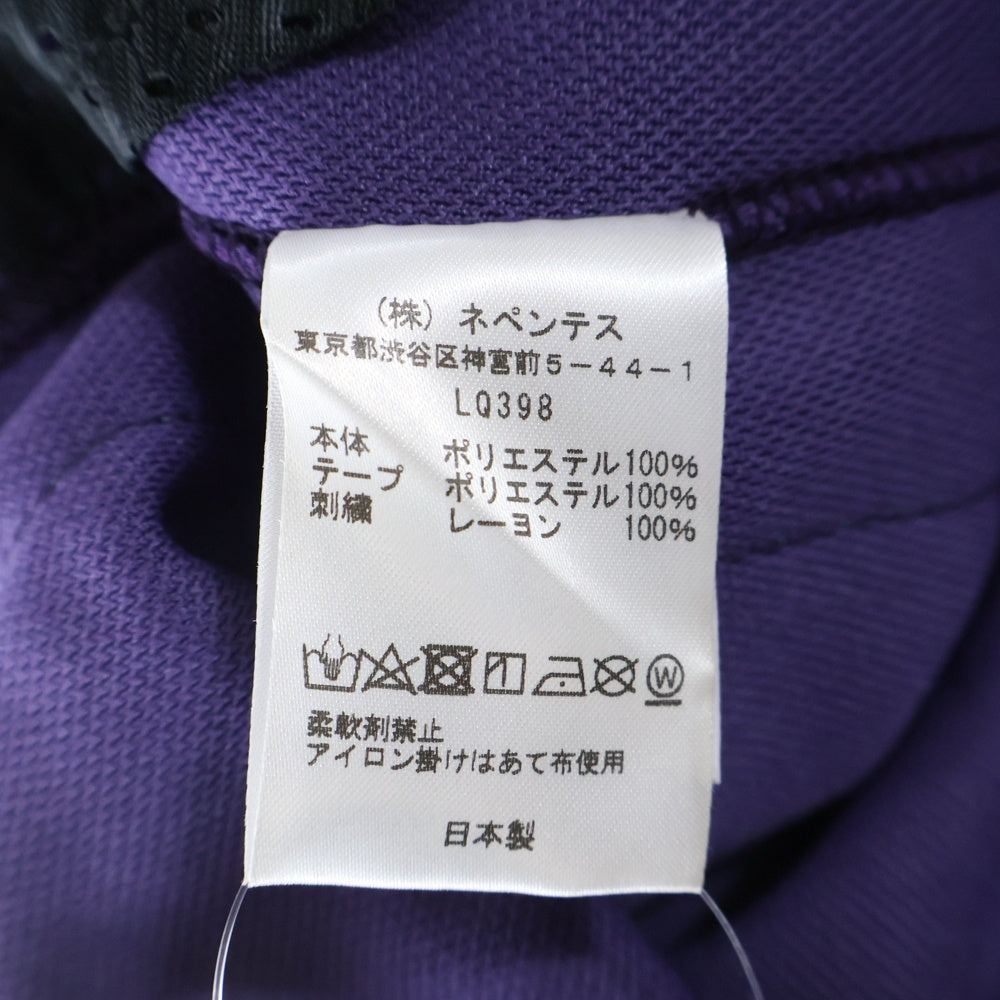 (株) ネペンテス
東京都渋谷区神宮前5-44-1
LQ398
本体 ポリエステル100%
テープ ポリエステル100%
刺繍 レーヨン 100%
W
柔軟剤禁止
アイロン掛けはあて布使用
日本製